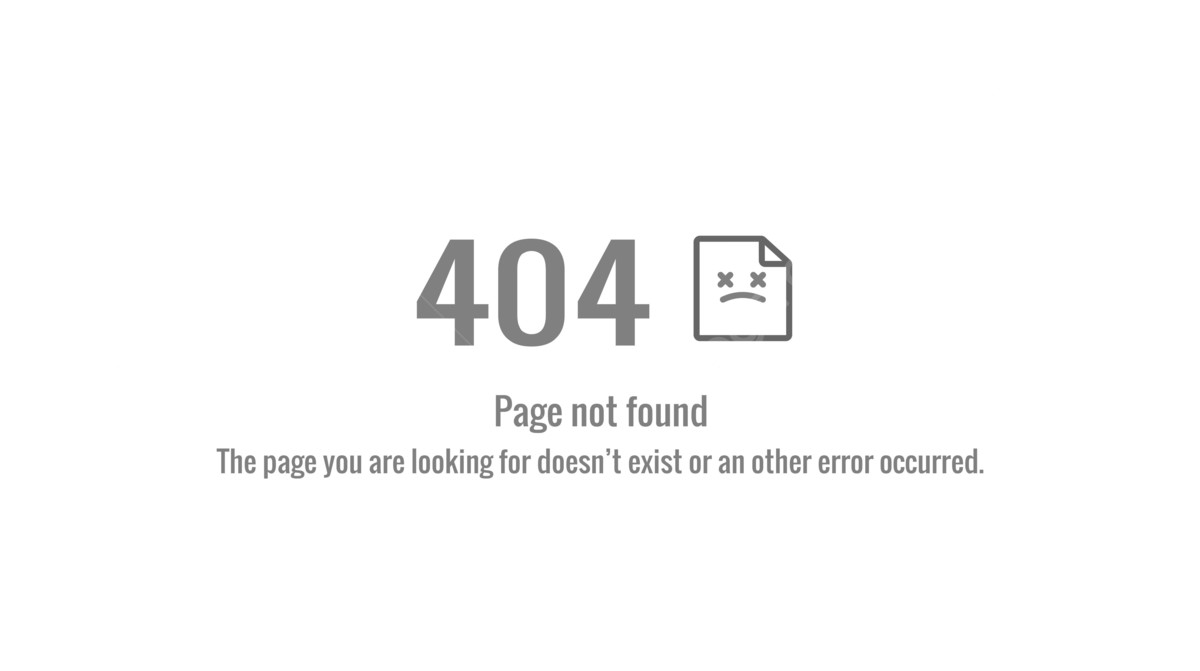 404
Page not found
The page you are looking for doesn’t exist or an other error occurred.